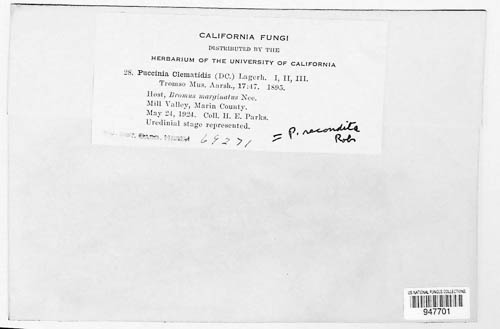 CALIFORNIA FUNGI
DISTRIBUTED BY THE
HERBARIUM OF THE UNIVERSITY OF CALIFORNIA
28. Puccinia Clematidis (DC.) Lagerh. I, II, III.
Tromso Mus. Aarsh., 17:47. 1895.
Host, Bromus marginatus Nee.
Mill Valley, Marin County.
May 24, 1924. Coll. H. E. Parks.
Uredinial stage represented.
69271
= P. recondita
Rob.
US NATIONAL FUNGUS COLLECTIONS
947701